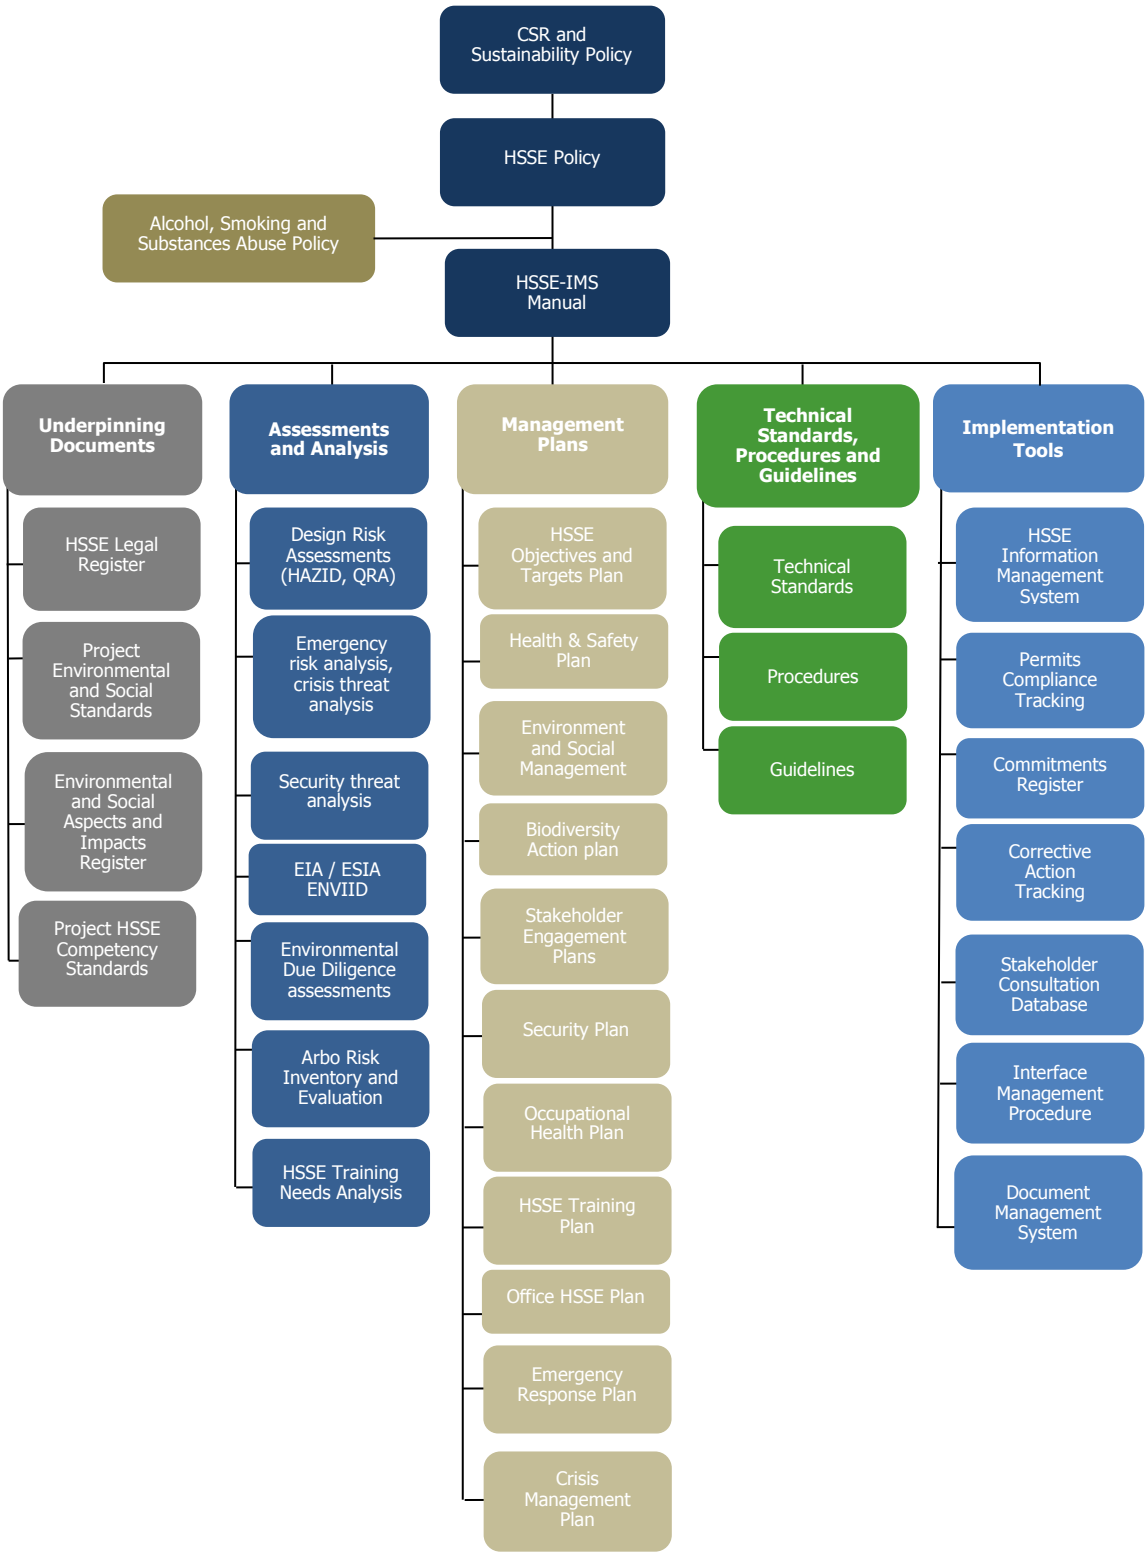 CSR and
Sustainability Policy
HSSE Policy
Alcohol, Smoking and
Substances Abuse Policy
HSSE-IMS
Manual
Underpinning
Documents
HSSE Legal
Register
Project
Environmental
and Social
Standards
Environmental
and Social
Aspects and
Impacts
Register
Project HSSE
Competency
Standards
Assessments
and Analysis
Design Risk
Assessments
(HAZID, QRA)
Emergency
risk analysis,
crisis threat
analysis
Security threat
analysis
EIA / ESIA
ENVIID
Environmental
Due Diligence
assessments
Arbo Risk
Inventory and
Evaluation
HSSE Training
Needs Analysis
Management
Plans
HSSE
Objectives and
Targets Plan
Health & Safety
Plan
Environment
and Social
Management
Biodiversity
Action plan
Stakeholder
Engagement
Plans
Security Plan
Occupational
Health Plan
HSSE Training
Plan
Office HSSE Plan
Emergency
Response Plan
Crisis
Management
Plan
Technical
Standards,
Procedures and
Guidelines
Technical
Standards
Procedures
Guidelines
Implementation
Tools
HSSE
Information
Management
System
Permits
Compliance
Tracking
Commitments
Register
Corrective
Action
Tracking
Stakeholder
Consultation
Database
Interface
Management
Procedure
Document
Management
System